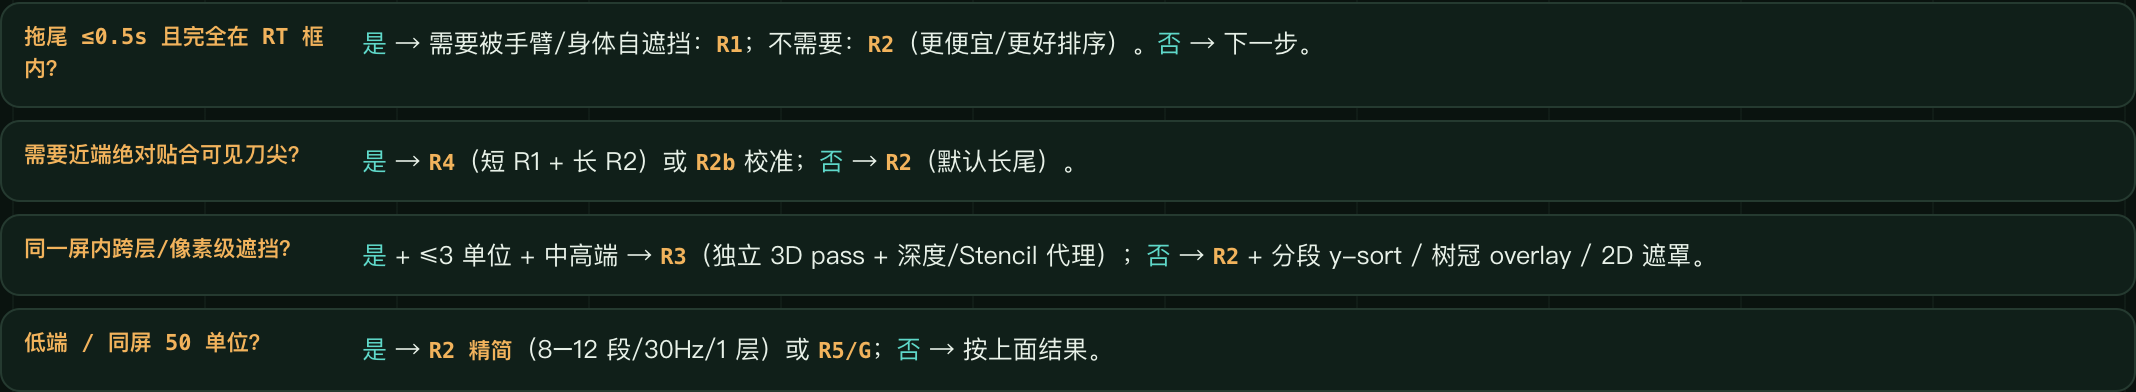 拖尾 ≤0.5s 且完全在 RT 框
内?
是 → 需要被手臂/身体自遮挡：R1；不需要：R2（更便宜/更好排序）。否 → 下一步。
需要近端绝对贴合可见刀尖?
是 → R4（短 R1 + 长 R2）或 R2b 校准；否 → R2（默认长尾）。
同一屏内跨层/像素级遮挡?
是 + ≤3 单位 + 中高端 → R3（独立 3D pass + 深度/Stencil 代理）；否 → R2 + 分段 y-sort / 树冠 overlay / 2D 遮罩。
低端 / 同屏 50 单位?
是 → R2 精简（8–12 段/30Hz/1 层）或 R5/G；否 → 按上面结果。